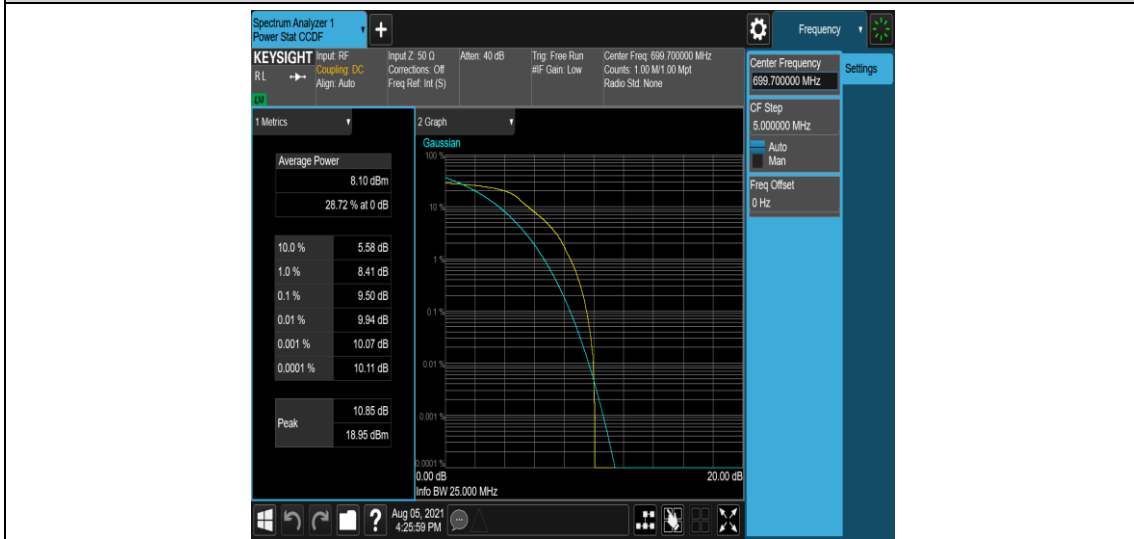 Spectrum Analyzer 1
Power Stat CCDF
+
Frequency
KEYSIGHT
RL
LXI
Input: RF
Coupling: DC
Align: Auto
Input Z: 50 Ω
Corrections: Off
Freq Ref: Int (S)
Atten: 40 dB
Trig: Free Run
#IF Gain: Low
Center Freq: 699.700000 MHz
Counts: 1.00 M/1.00 Mpt
Radio Std: None
Center Frequency
699.700000 MHz
Settings
CF Step
5.000000 MHz
Auto
Man
Freq Offset
0 Hz
1 Metrics
Average Power
8.10 dBm
28.72 % at 0 dB
10.0 % 5.58 dB
1.0 % 8.41 dB
0.1 % 9.50 dB
0.01 % 9.94 dB
0.001 % 10.07 dB
0.0001 % 10.11 dB
Peak
10.85 dB
18.95 dBm
2 Graph
Gaussian
100 %
10 %
1 %
0.1 %
0.01 %
0.001 %
0.0001 %
0.00 dB 20.00 dB
Info BW 25.000 MHz
?
Aug 05, 2021
4:25:59 PM